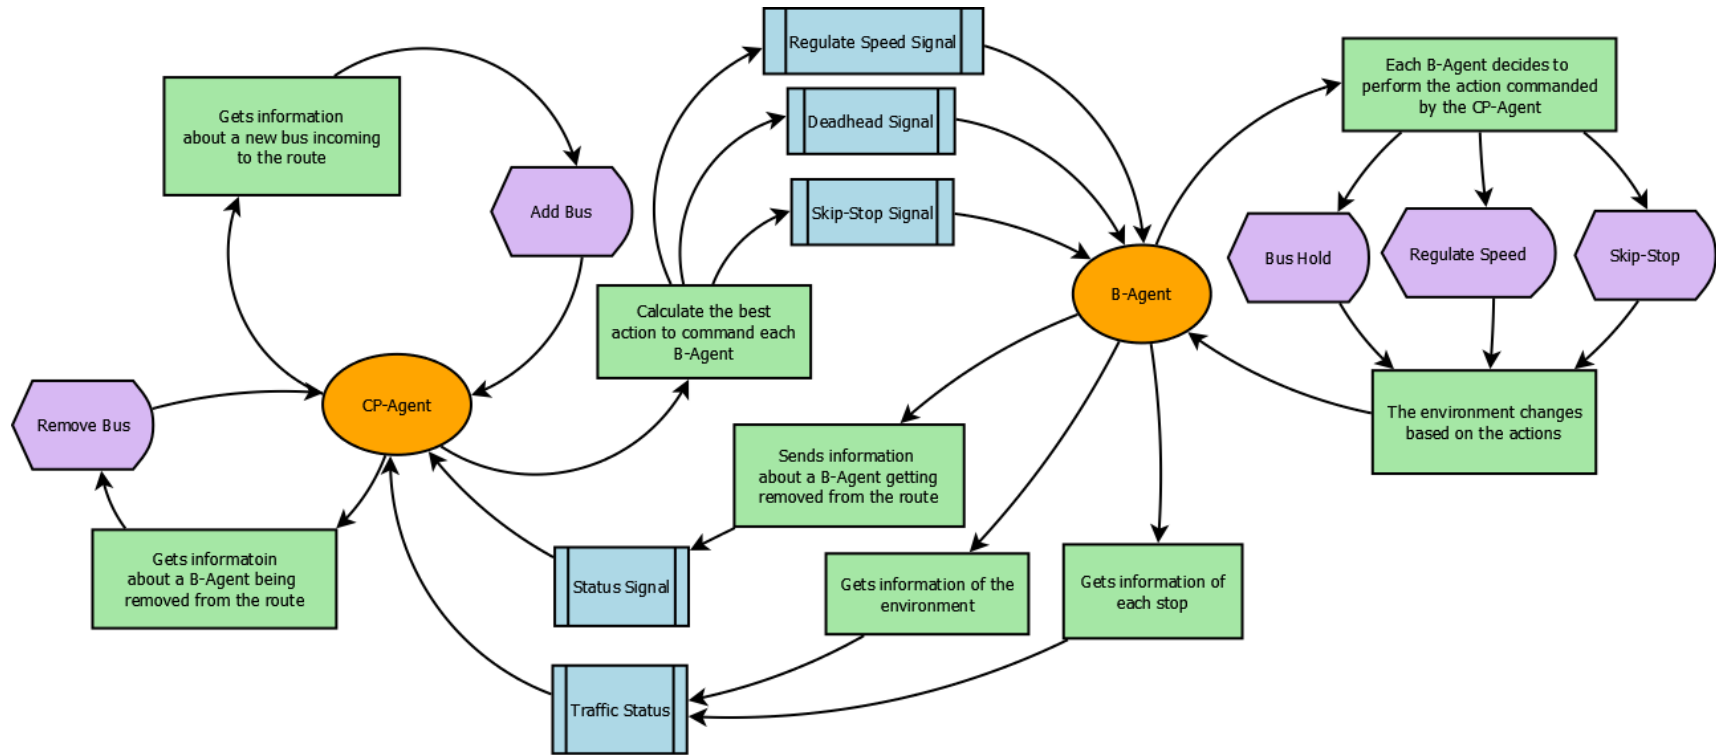 Regulate Speed Signal
Each B-Agent decides to
perform the action commanded
by the CP-Agent
Gets information
about a new bus incoming
to the route
Deadhead Signal
Add Bus
Skip-Stop Signal
Bus Hold
Regulate Speed
Skip-Stop
B-Agent
Calculate the best
action to command each
B-Agent
CP-Agent
Remove Bus
The environment changes
based on the actions
Sends information
about a B-Agent getting
removed from the route
Gets informatoin
about a B-Agent being
removed from the route
Status Signal
Gets information of the
environment
Gets information of
each stop
Traffic Status